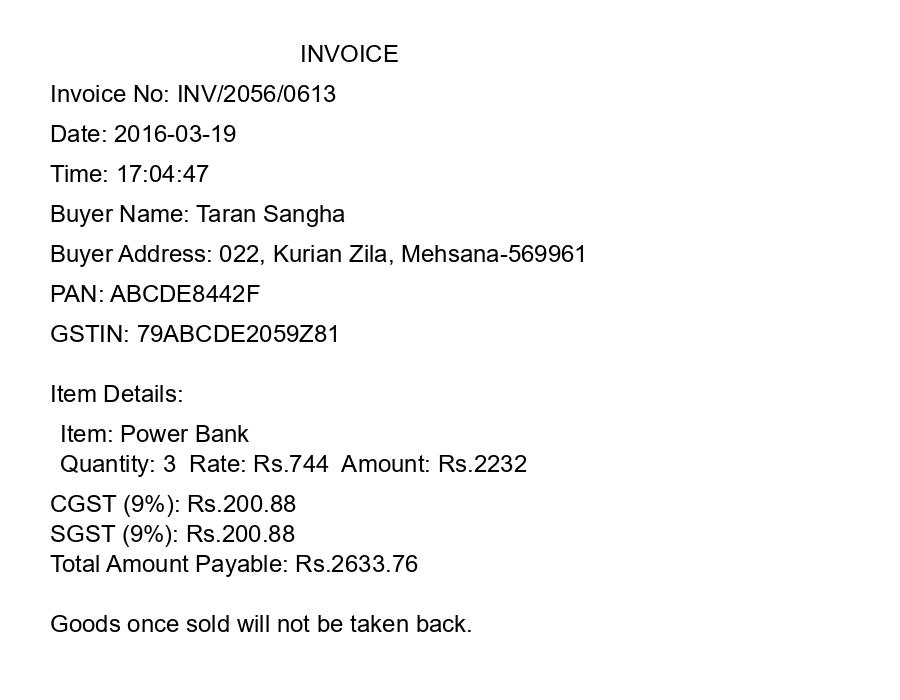 INVOICE
Invoice No: INV/2056/0613
Date: 2016-03-19
Time: 17:04:47
Buyer Name: Taran Sangha
Buyer Address: 022, Kurian Zila, Mehsana-569961
PAN: ABCDE8442F
GSTIN: 79ABCDE2059Z81
Item Details:
Item: Power Bank
Quantity: 3  Rate: Rs.744  Amount: Rs.2232
CGST (9%): Rs.200.88
SGST (9%): Rs.200.88
Total Amount Payable: Rs.2633.76
Goods once sold will not be taken back.